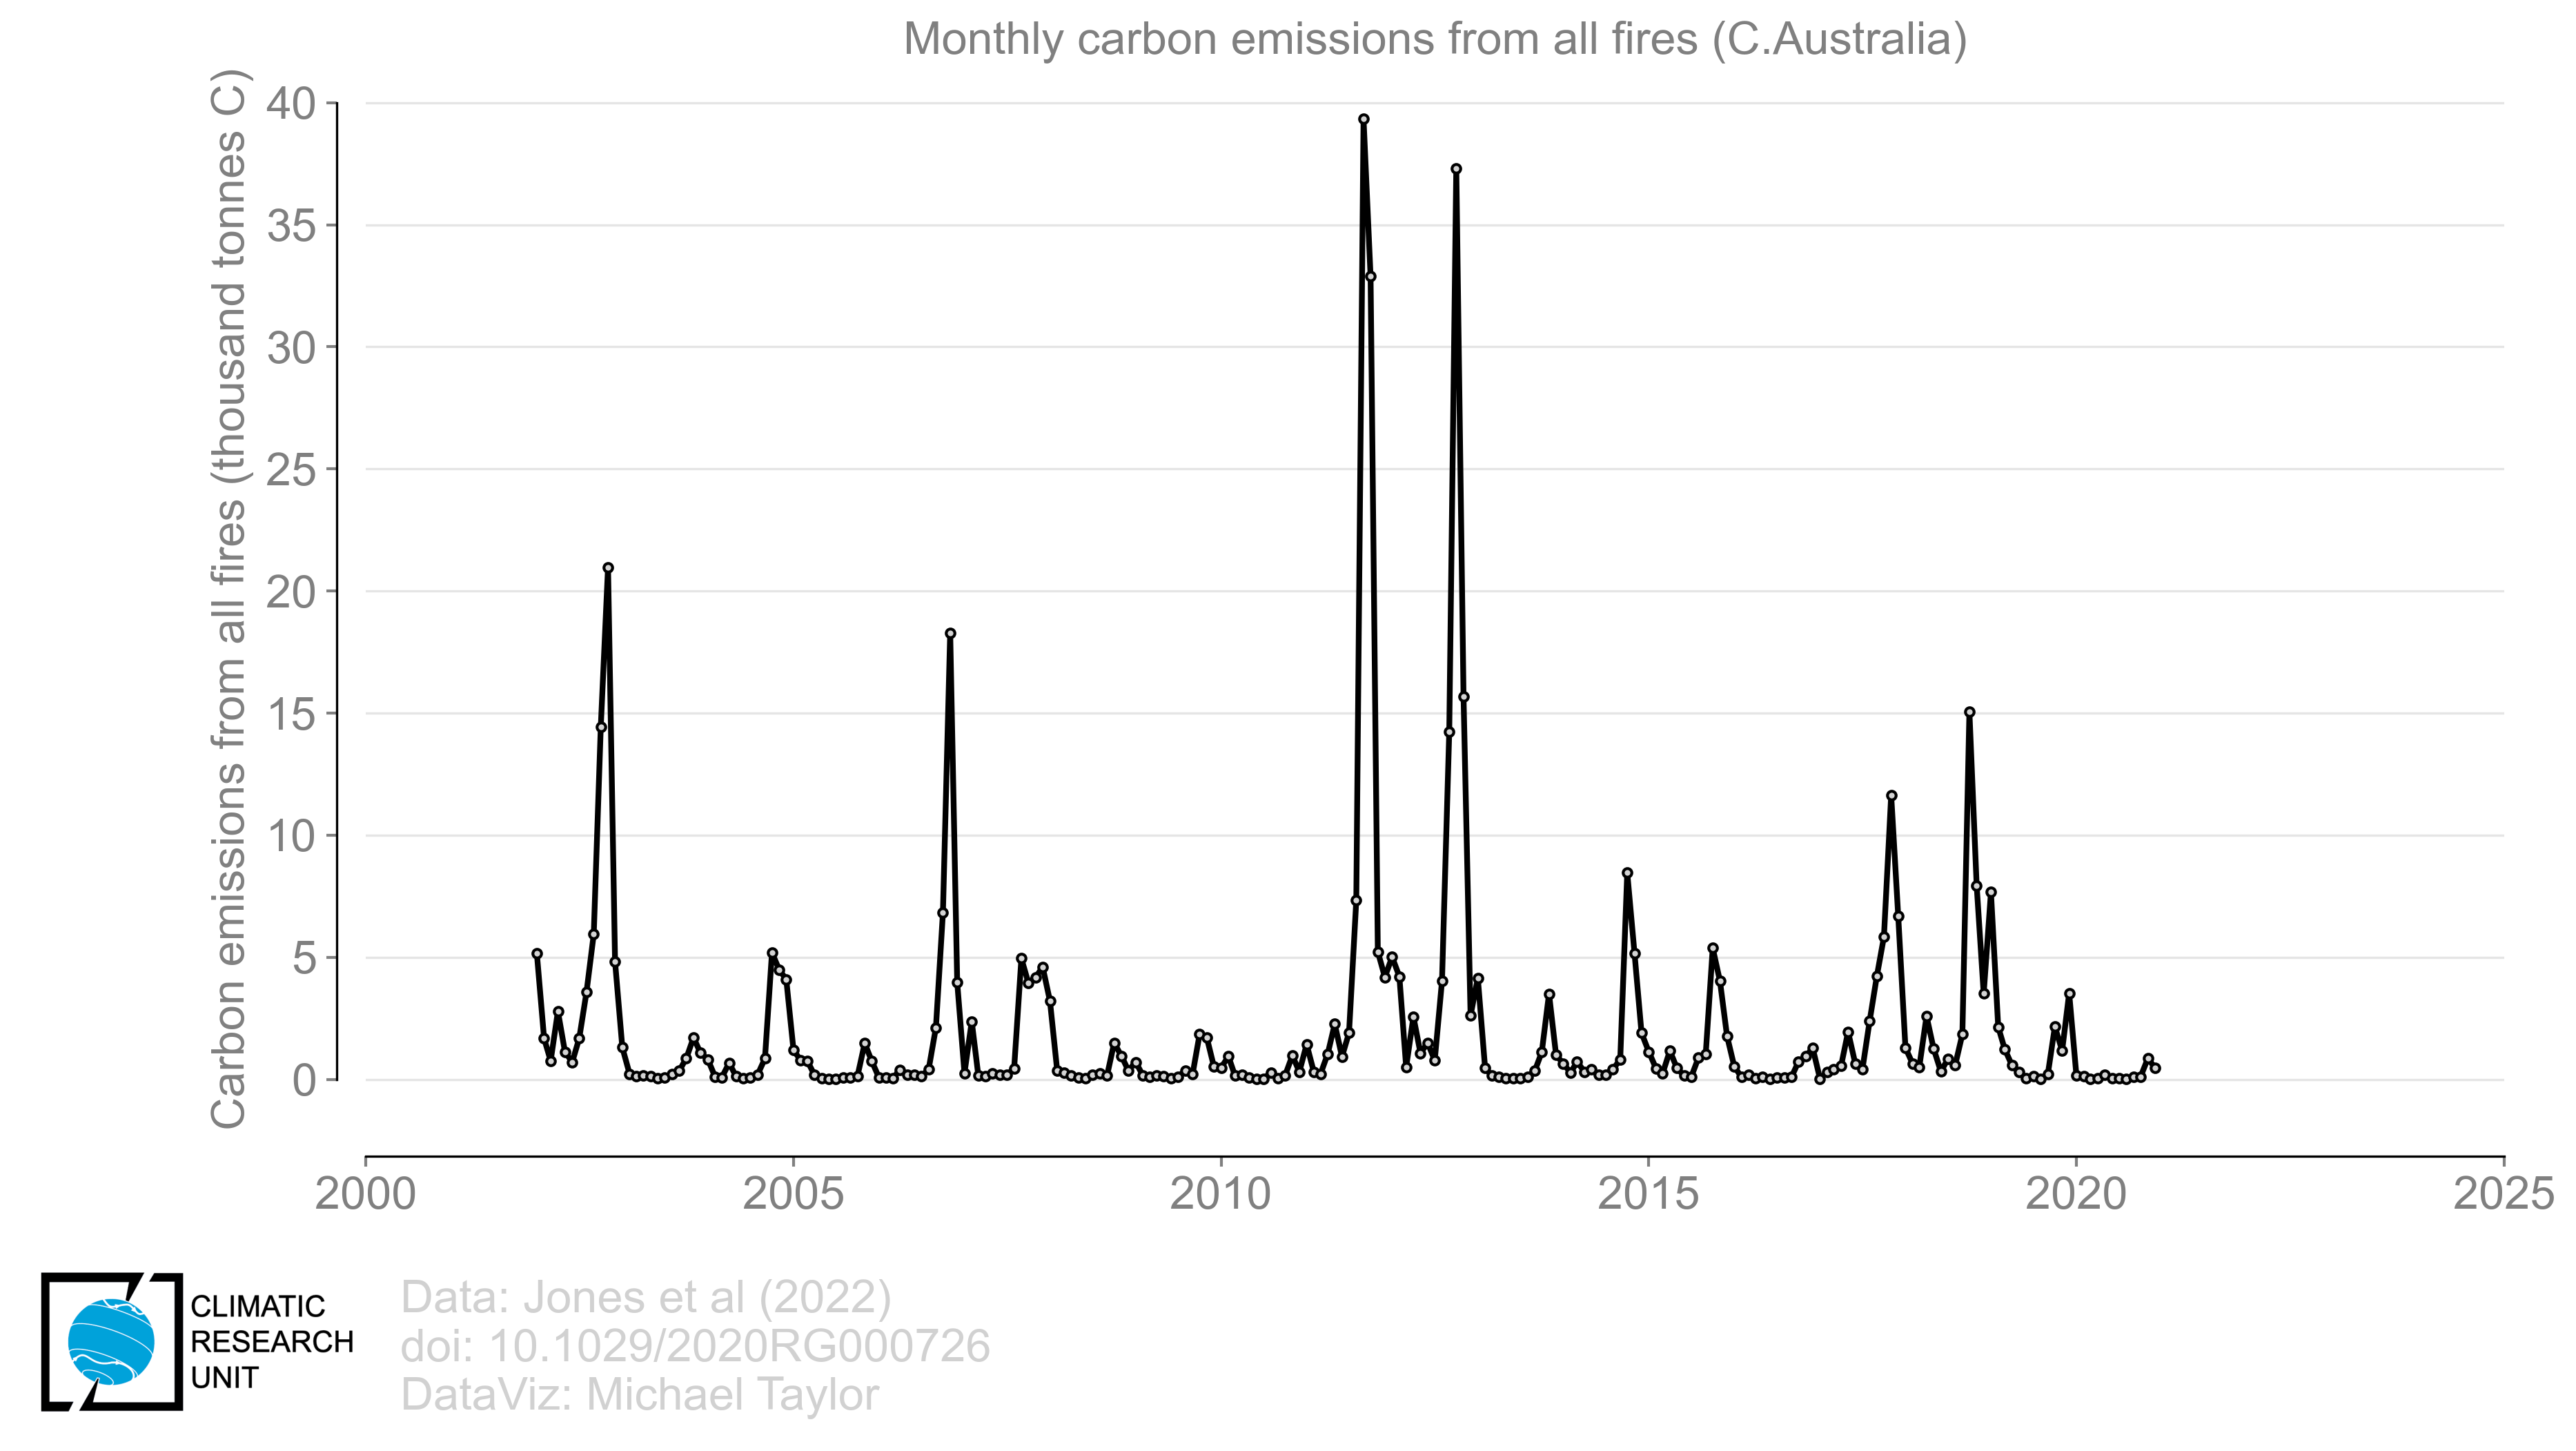 Monthly carbon emissions from all fires (C.Australia)
Carbon emissions from all fires (thousand tonnes C)
40
35
30
25
20
15
10
5
0
2000
2005
2010
2015
2020
2025
CLIMATIC
RESEARCH
UNIT
Data: Jones et al (2022)
doi: 10.1029/2020RG000726
DataViz: Michael Taylor